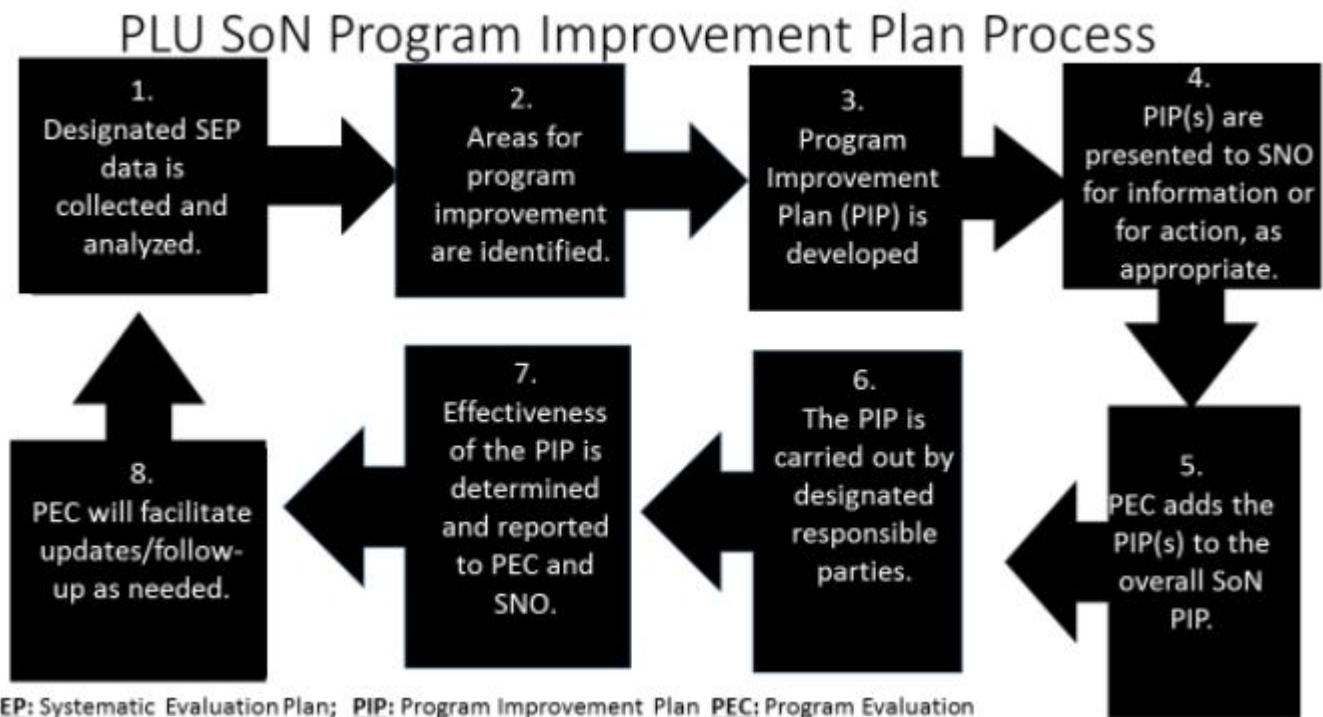 PLU SoN Program Improvement Plan Process
1.
Designated SEP
data is
collected and
analyzed.
2.
Areas for
program
improvement
are identified.
3.
Program
Improvement
Plan (PIP) is
developed
4.
PIP(s) are
presented to SNO
for information or
for action, as
appropriate.
5.
PEC adds the
PIP(s) to the
overall SoN
PIP.
6.
The PIP is
carried out by
designated
responsible
parties.
7.
Effectiveness
of the PIP is
determined
and reported
to PEC and
SNO.
8.
PEC will facilitate
updates/follow-
up as needed.
EP: Systematic Evaluation Plan; PIP: Program Improvement Plan PEC: Program Evaluation